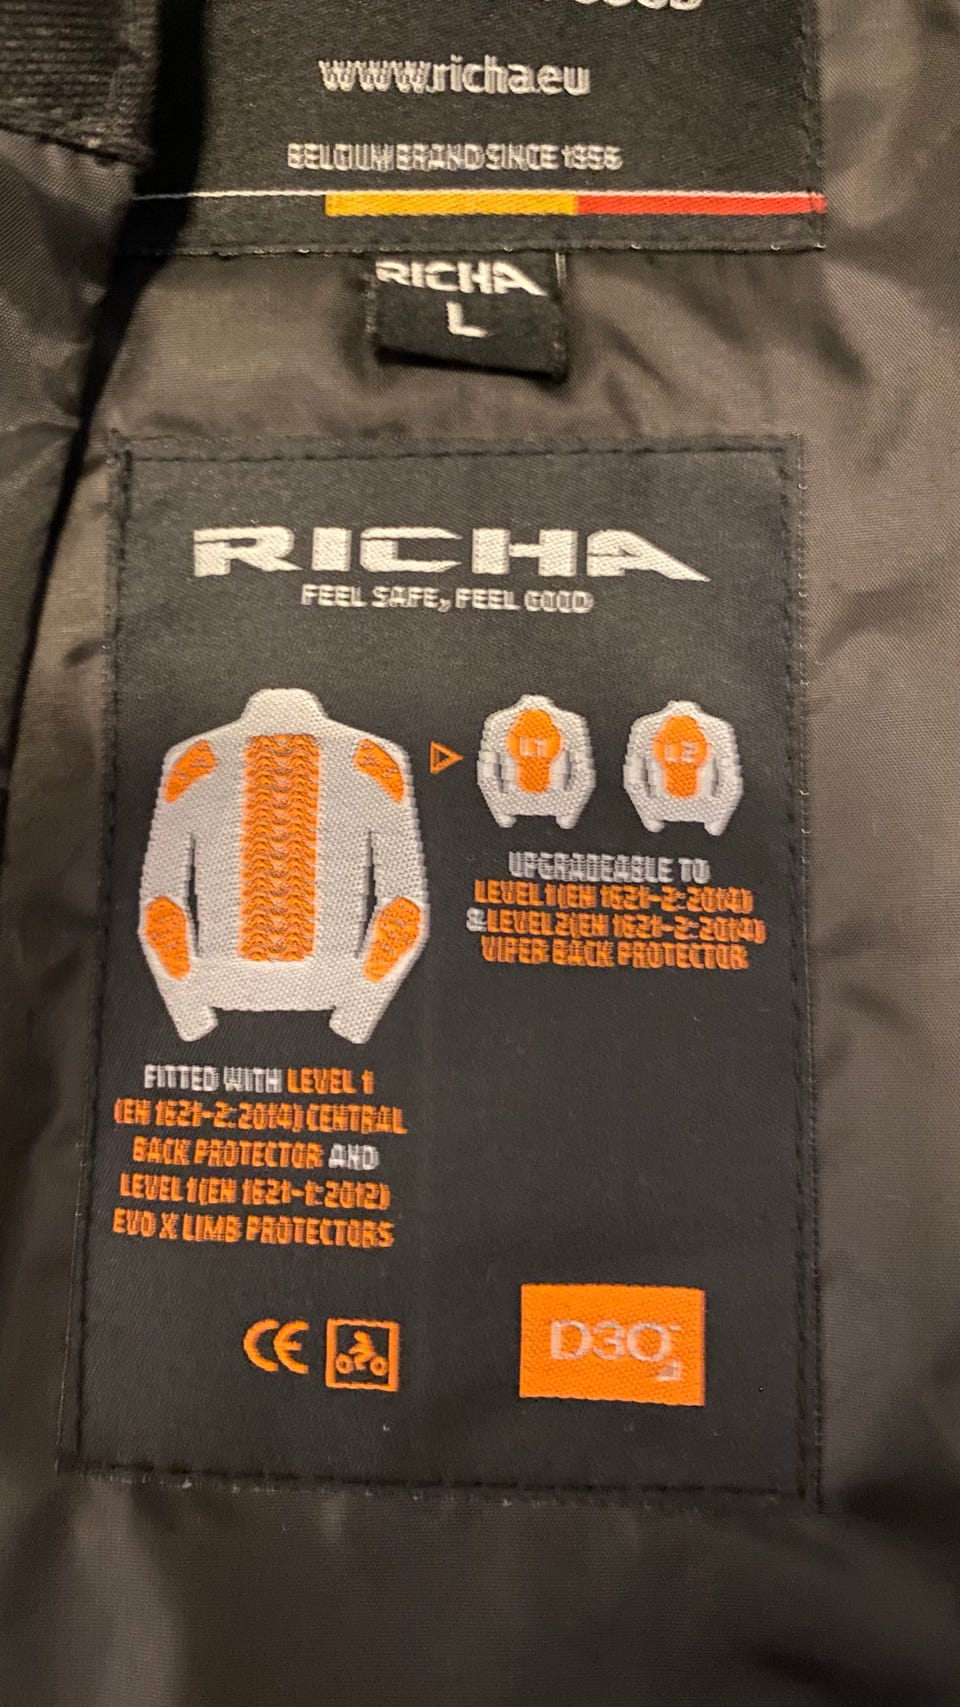 www.richa.eu
BELGIUM BRAND SINCE 1956
RICHA
L
RICHA
FEEL SAFE, FEEL GOOD
L1 L2
UPGRADEABLE TO
LEVEL 1 (EN 1621-2: 2014)
& LEVEL 2 (EN 1621-2: 2014)
VIPER BACK PROTECTOR
FITTED WITH LEVEL 1
(EN 1621-2: 2014) CENTRAL
BACK PROTECTOR AND
LEVEL 1 (EN 1621-1: 2012)
EVO X LIMB PROTECTORS
CE
D3O